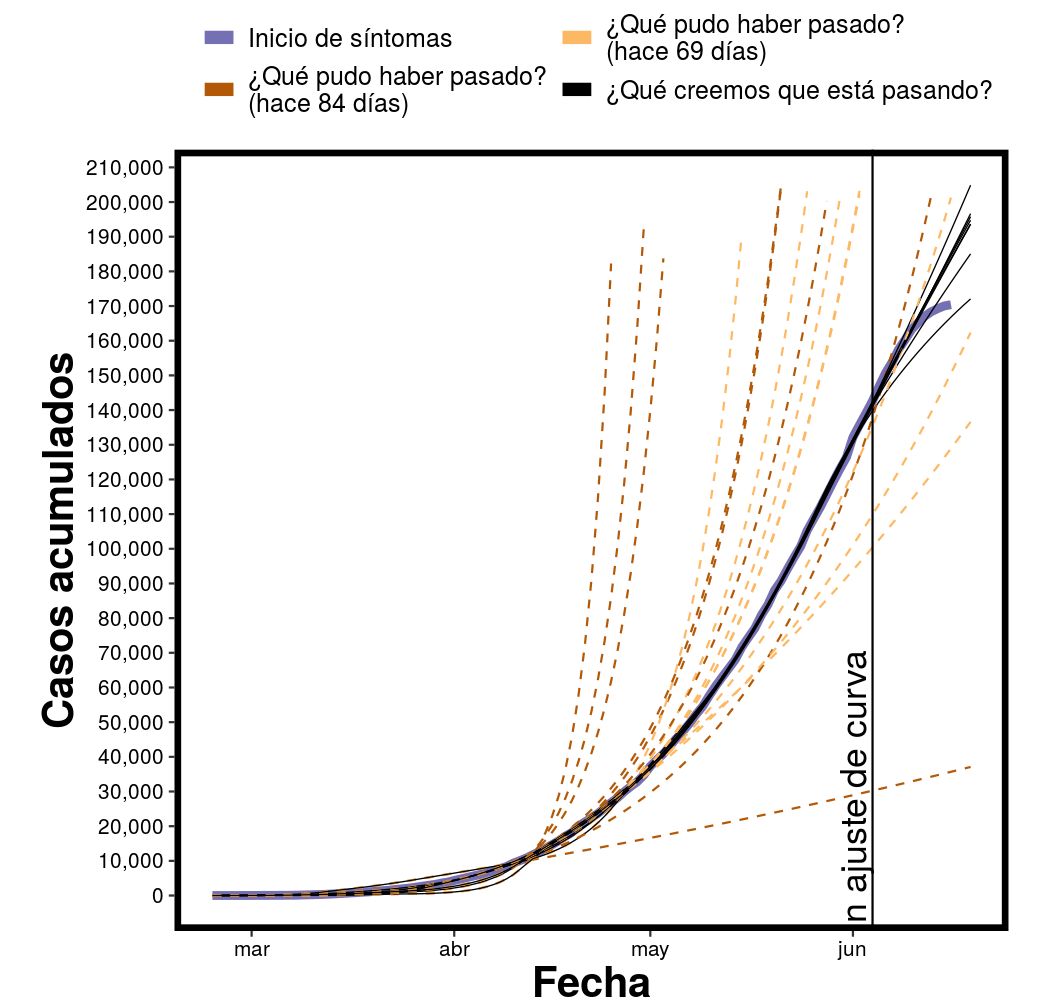 Inicio de síntomas
¿Qué pudo haber pasado?
(hace 84 días)
¿Qué pudo haber pasado?
(hace 69 días)
¿Qué creemos que está pasando?
Casos acumulados
210,000
200,000
190,000
180,000
170,000
160,000
150,000
140,000
130,000
120,000
110,000
100,000
90,000
80,000
70,000
60,000
50,000
40,000
30,000
20,000
10,000
0
n ajuste de curva
mar
abr
may
jun
Fecha